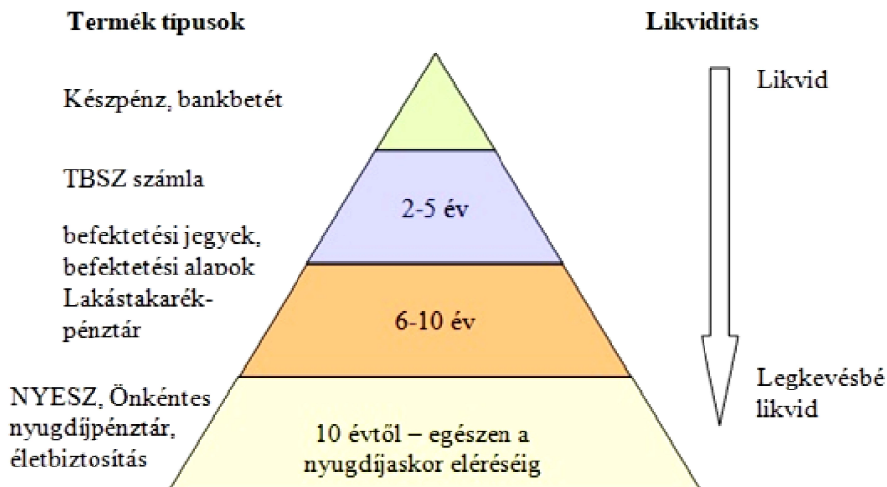 Termék típusok
Likviditás
Készpénz, bankbetét
Likvid
TBSZ számla
2-5 év
befektetési jegyek,
befektetési alapok
Lakástakarék-
pénztár
6-10 év
NYESZ, Önkéntes
nyugdíjpénztár,
életbiztosítás
10 évtől – egészen a
nyugdíjaskor eléréséig
Legkevésbé
likvid